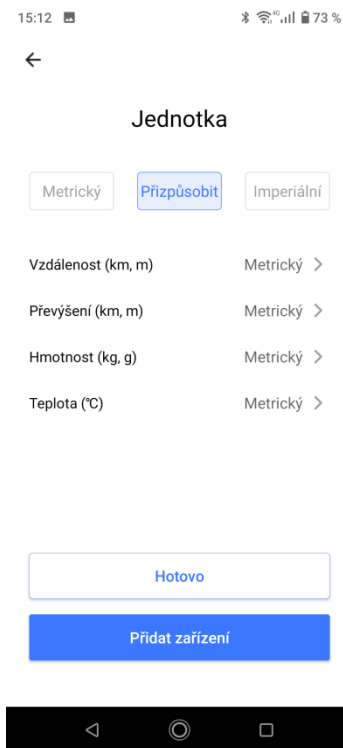 15:12 4G 73 %
Jednotka
Metrický Přizpůsobit Imperiální
Vzdálenost (km, m) Metrický
Převýšení (km, m) Metrický
Hmotnost (kg, g) Metrický
Teplota (℃) Metrický
Hotovo
Přidat zařízení